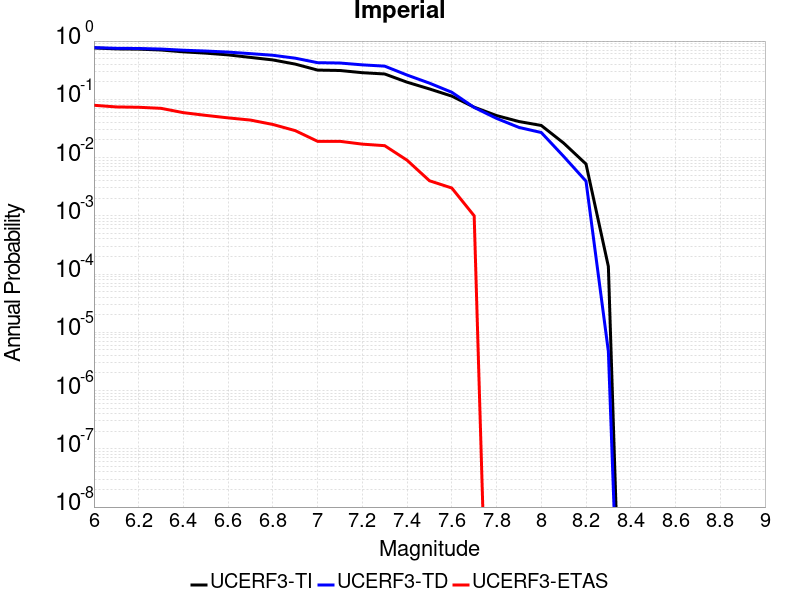 Imperial
10^0
10^-1
10^-2
10^-3
10^-4
10^-5
10^-6
10^-7
10^-8
Annual Probability
6 6.2 6.4 6.6 6.8 7 7.2 7.4 7.6 7.8 8 8.2 8.4 8.6 8.8 9
Magnitude
UCERF3-TI UCERF3-TD UCERF3-ETAS